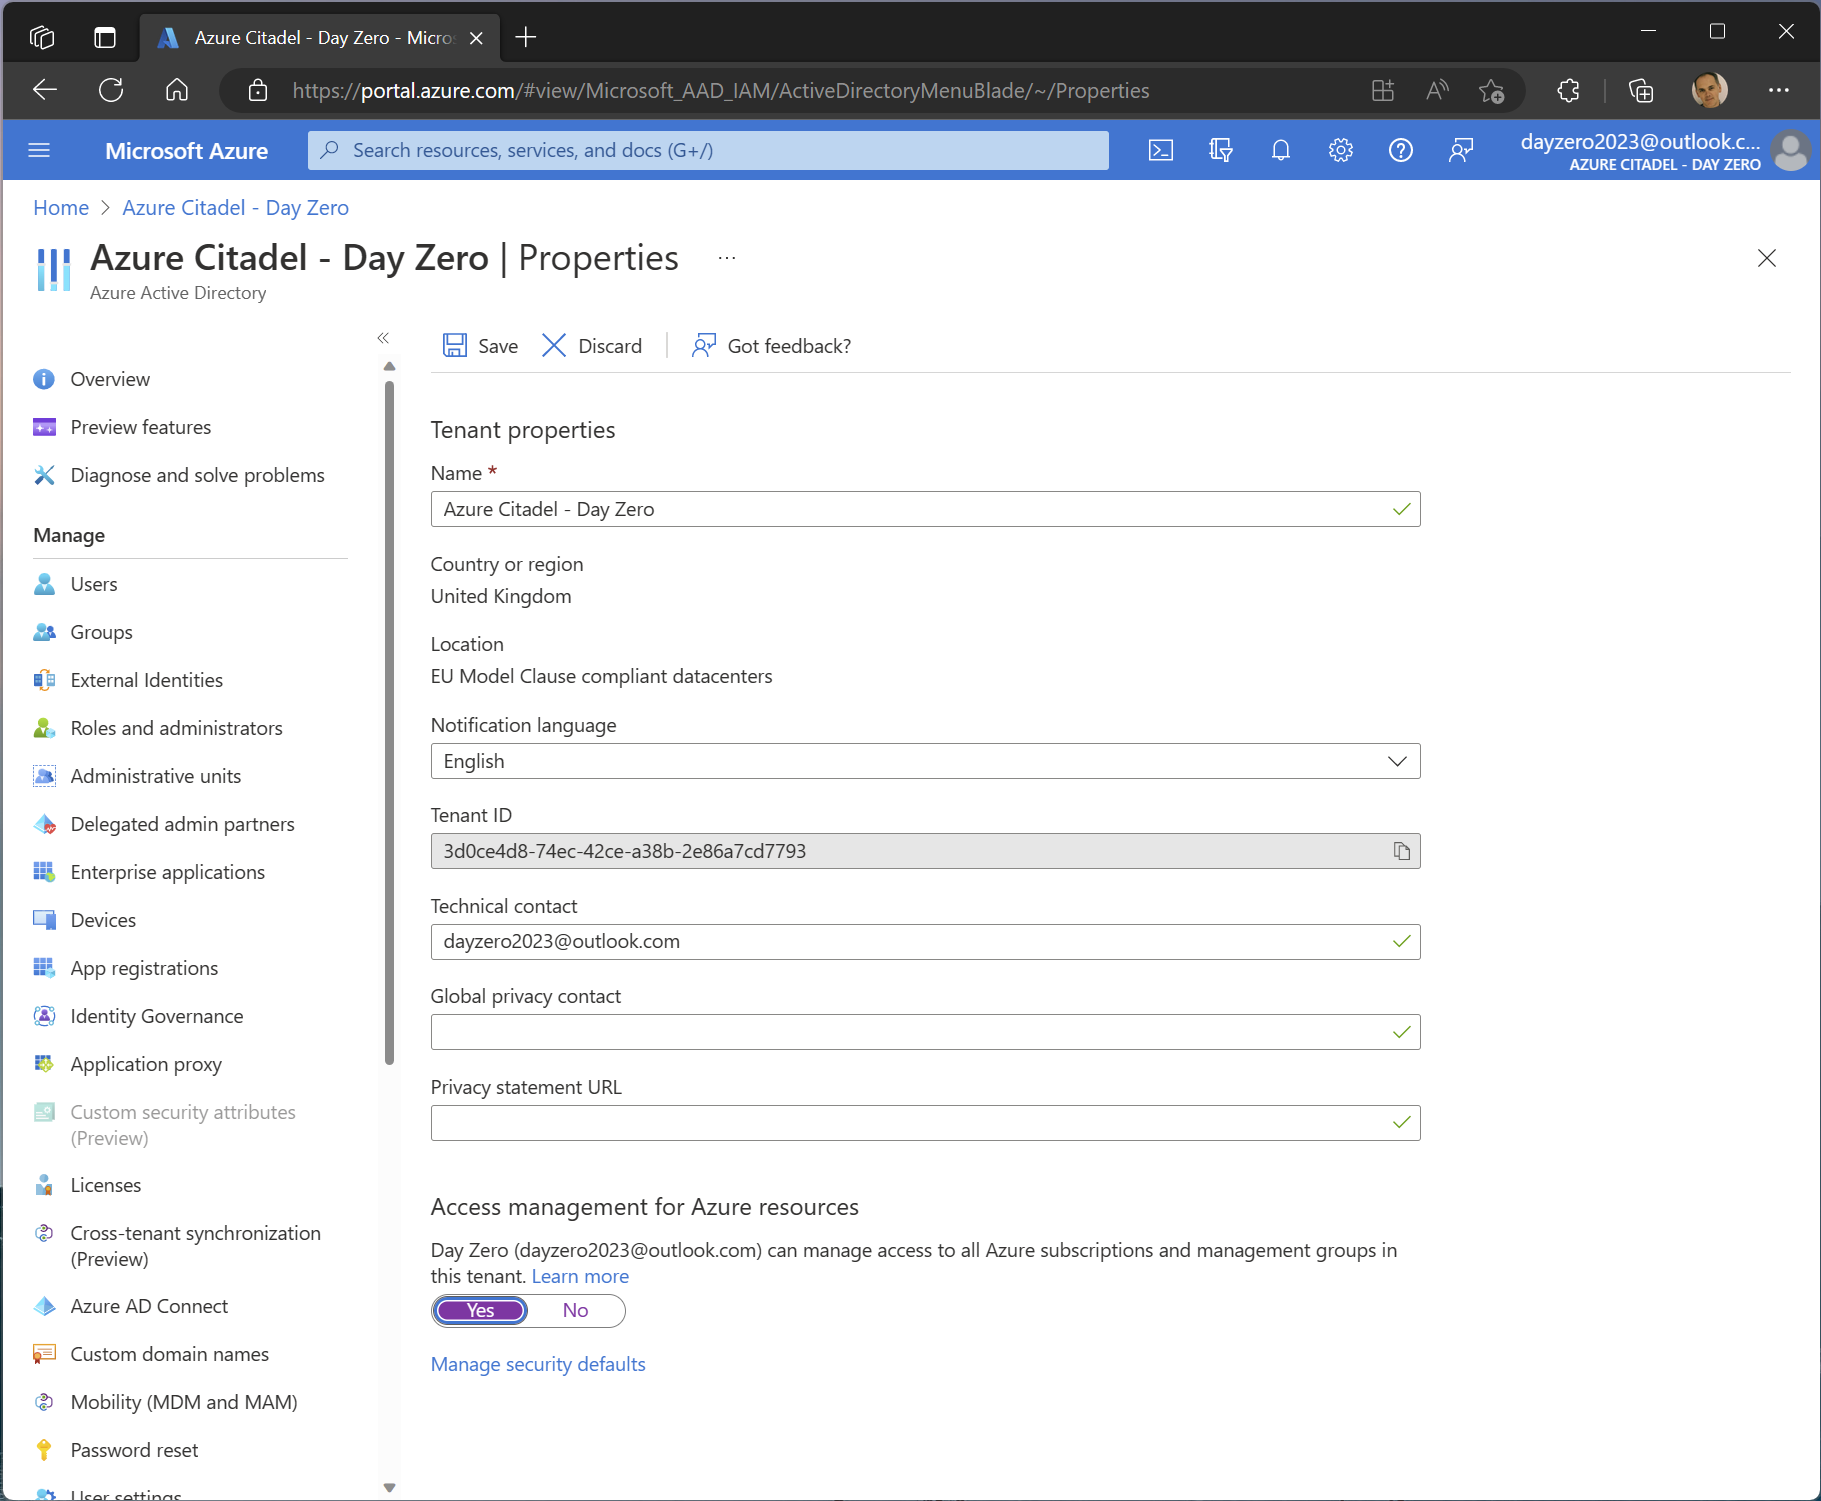 Azure Citadel - Day Zero - Micros
https://portal.azure.com/#view/Microsoft_AAD_IAM/ActiveDirectoryMenuBlade/~/Properties
Microsoft Azure
Search resources, services, and docs (G+/)
dayzero2023@outlook.c...
AZURE CITADEL - DAY ZERO
Home > Azure Citadel - Day Zero
Azure Citadel - Day Zero | Properties ...
Azure Active Directory
Overview
Preview features
Diagnose and solve problems
Manage
Users
Groups
External Identities
Roles and administrators
Administrative units
Delegated admin partners
Enterprise applications
Devices
App registrations
Identity Governance
Application proxy
Custom security attributes
(Preview)
Licenses
Cross-tenant synchronization
(Preview)
Azure AD Connect
Custom domain names
Mobility (MDM and MAM)
Password reset
User settings
Save
Discard
Got feedback?
Tenant properties
Name *
Azure Citadel - Day Zero
Country or region
United Kingdom
Location
EU Model Clause compliant datacenters
Notification language
English
Tenant ID
3d0ce4d8-74ec-42ce-a38b-2e86a7cd7793
Technical contact
dayzero2023@outlook.com
Global privacy contact
Privacy statement URL
Access management for Azure resources
Day Zero (dayzero2023@outlook.com) can manage access to all Azure subscriptions and management groups in
this tenant. Learn more
Yes
No
Manage security defaults